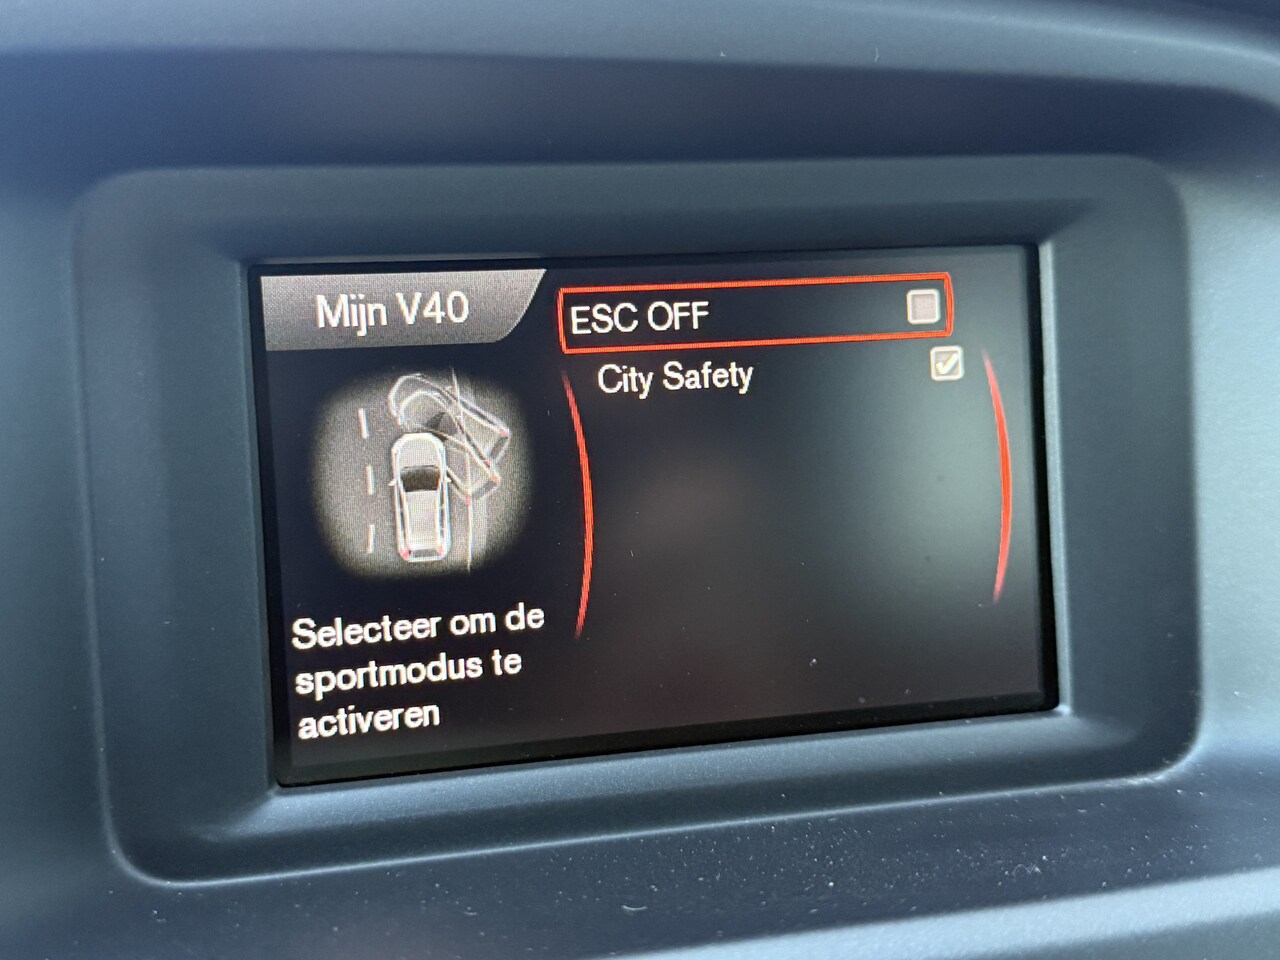 Mijn V40
ESC OFF
City Safety
Selecteer om de
sportmodus te
activeren